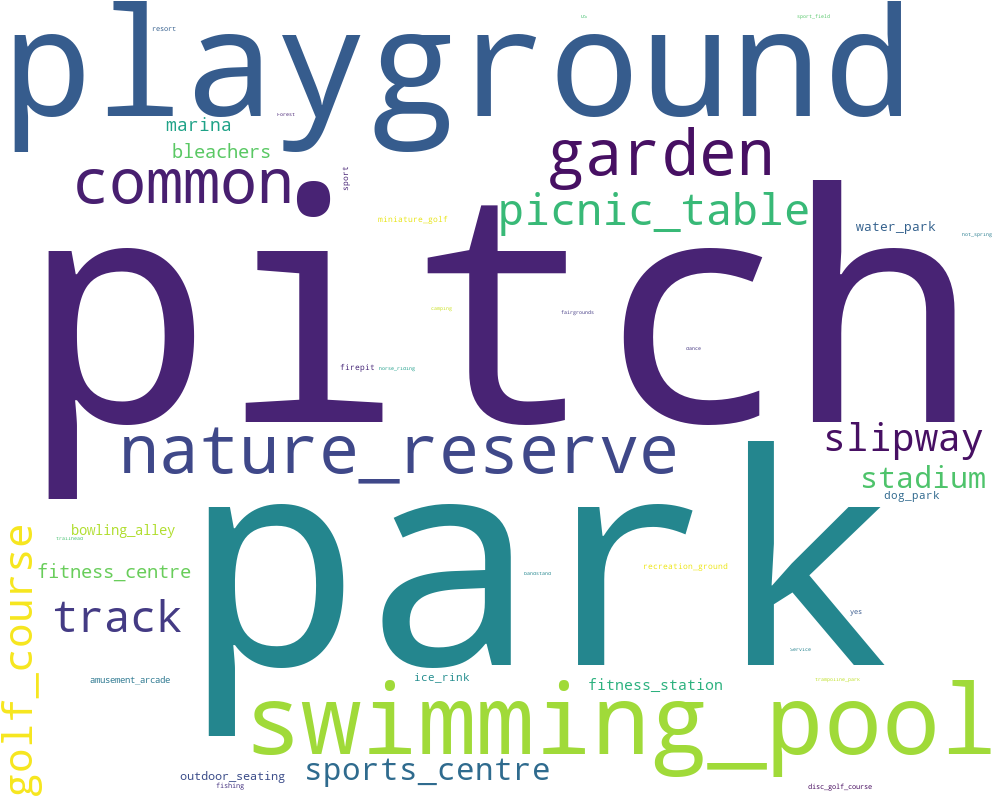 playground
resort
sport_field
forest
marina
bleachers
garden
common
sport
picnic_table
miniature_golf
water_park
not_spring
pitch
camping
fairgrounds
dance
firepit
horse_riding
nature_reserve
slipway
stadium
dog_park
park
bowling_alley
trailhead
golf_course
fitness_centre
bandstand
recreation_ground
track
yes
service
amusement_arcade
ice_rink
fitness_station
trampoline_park
swimming_pool
sports_centre
outdoor_seating
fishing
disc_golf_course